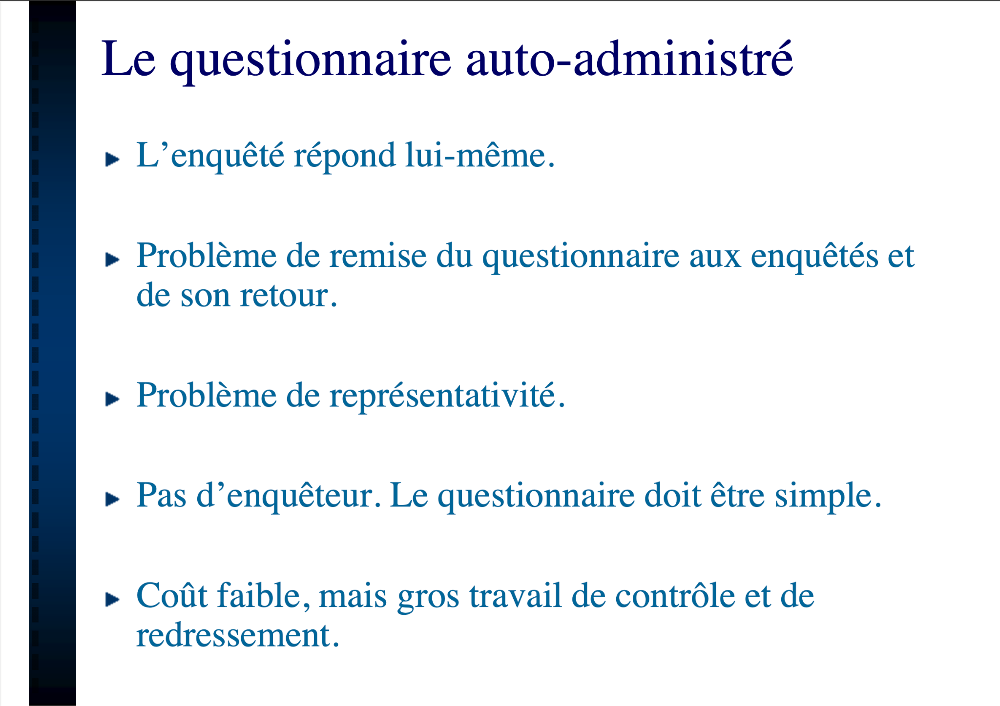 Le questionnaire auto-administré
L’enquêté répond lui-même.
Problème de remise du questionnaire aux enquêtés et
de son retour.
Problème de représentativité.
Pas d’enquêteur. Le questionnaire doit être simple.
Coût faible, mais gros travail de contrôle et de
redressement.